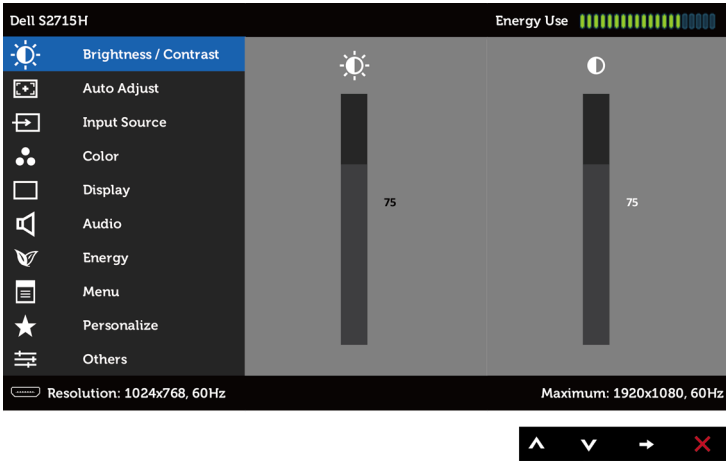 Dell S2715H
Energy Use
Brightness / Contrast
Auto Adjust
Input Source
Color
Display
Audio
Energy
Menu
Personalize
Others
75
75
Resolution: 1024x768, 60Hz
Maximum: 1920x1080, 60Hz